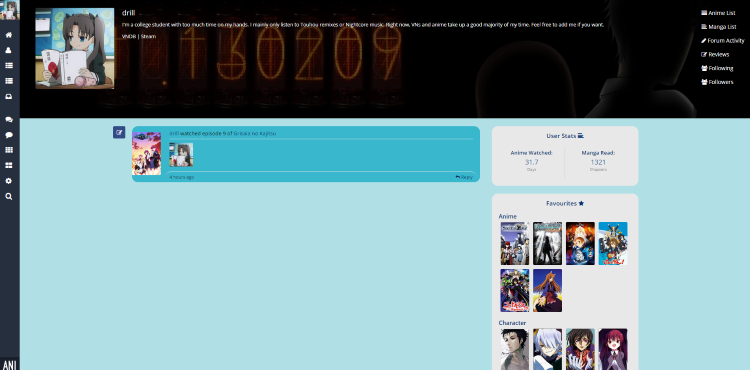 drill
I'm a college student with too much time on my hands. I mainly only listen to Touhou remixes or Nightcore music. Right now, VNs and anime take up a good majority of my time. Feel free to add me if you want.
VNDB | Steam
Anime List
Manga List
Forum Activity
Reviews
Following
Followers
drill watched episode 9 of Grisaia no Kajitsu
4 hours ago
Reply
User Stats
Anime Watched:
31.7
Days
Manga Read:
1321
Chapters
Favourites
Anime
Character
ANI